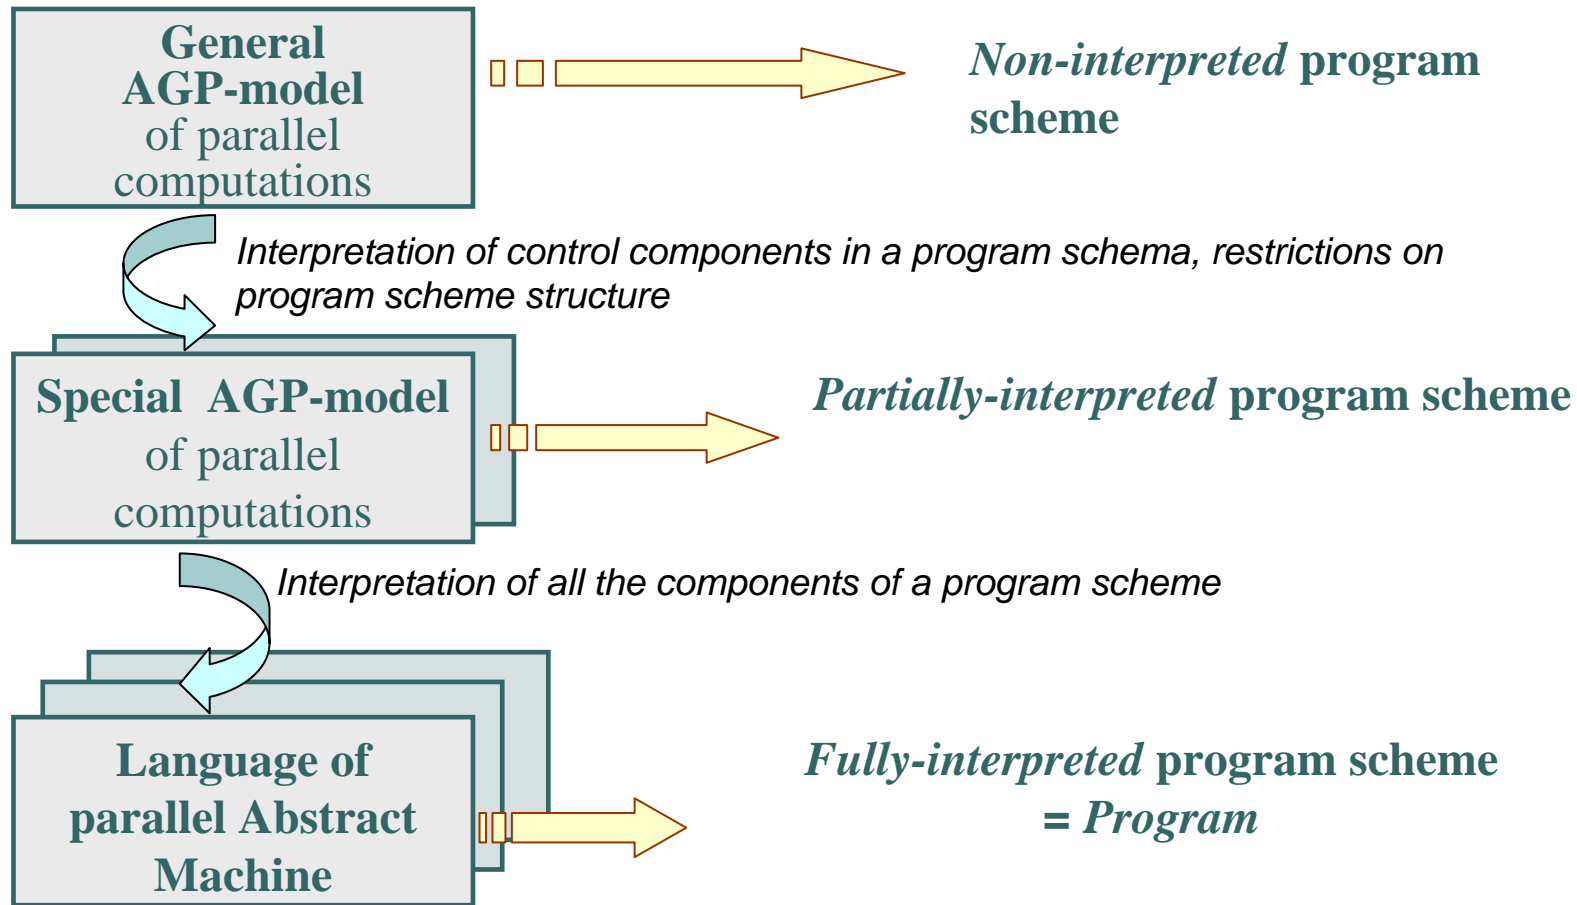 General
AGP-model
of parallel
computations
Non-interpreted program
scheme
Interpretation of control components in a program schema, restrictions on
program scheme structure
Special AGP-model
of parallel
computations
Partially-interpreted program scheme
Interpretation of all the components of a program scheme
Language of
parallel Abstract
Machine
Fully-interpreted program scheme
= Program